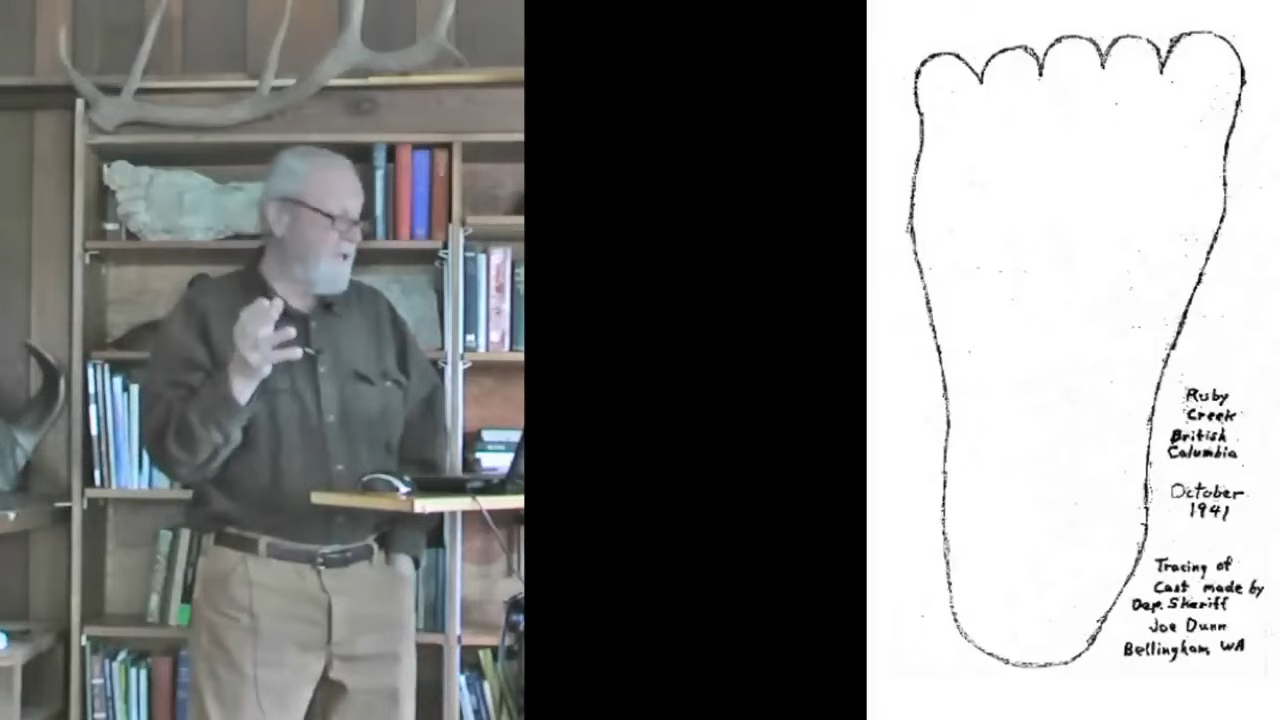 Ruby
Creek
British
Columbia
October
1941
Tracing of
Cast made by
Dep. Sheriff
Joe Dunn
Bellingham WA